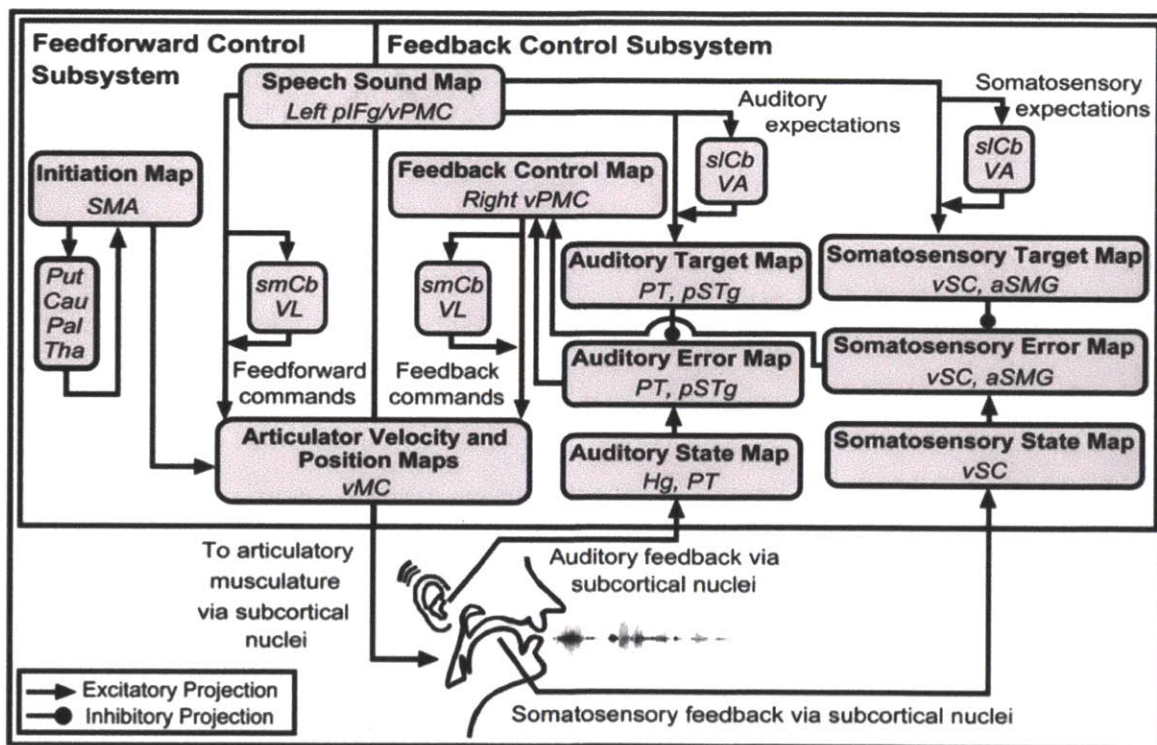 Feedforward Control
Subsystem
Feedback Control Subsystem
Speech Sound Map
Left pIFg/vPMC
Auditory
expectations
Somatosensory
expectations
slCb
VA
slCb
VA
Initiation Map
SMA
Feedback Control Map
Right vPMC
Put
Cau
Pal
Tha
smCb
VL
smCb
VL
Auditory Target Map
PT, pSTg
Somatosensory Target Map
vSC, aSMG
Feedforward
commands
Feedback
commands
Auditory Error Map
PT, pSTg
Somatosensory Error Map
vSC, aSMG
Articulator Velocity and
Position Maps
vMC
Auditory State Map
Hg, PT
Somatosensory State Map
vSC
To articulatory
musculature
via subcortical
nuclei
Auditory feedback via
subcortical nuclei
Excitatory Projection
Inhibitory Projection
Somatosensory feedback via subcortical nuclei